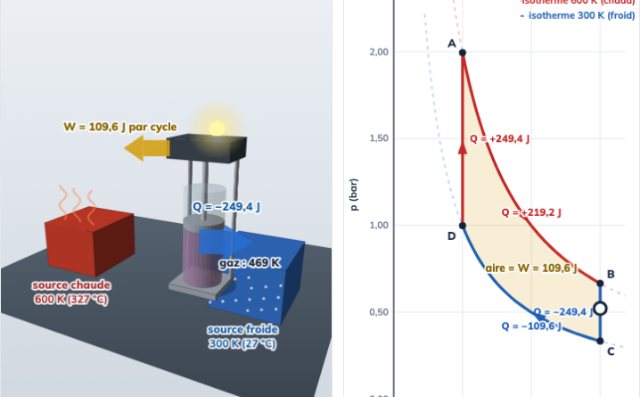 W = 109,6 J par cycle
Q = −249,4 J
gaz : 469 K
source chaude
600 K (327 °C)
source froide
300 K (27 °C)
isotherme 600 K (chaud)
- isotherme 300 K (froid)
p (bar)
2,00
1,50
1,00
0,50
A
Q = +249,4 J
Q = +219,2 J
D
aire = W = 109,6 J
B
Q = −249,4 J
Q = −109,6 J
C